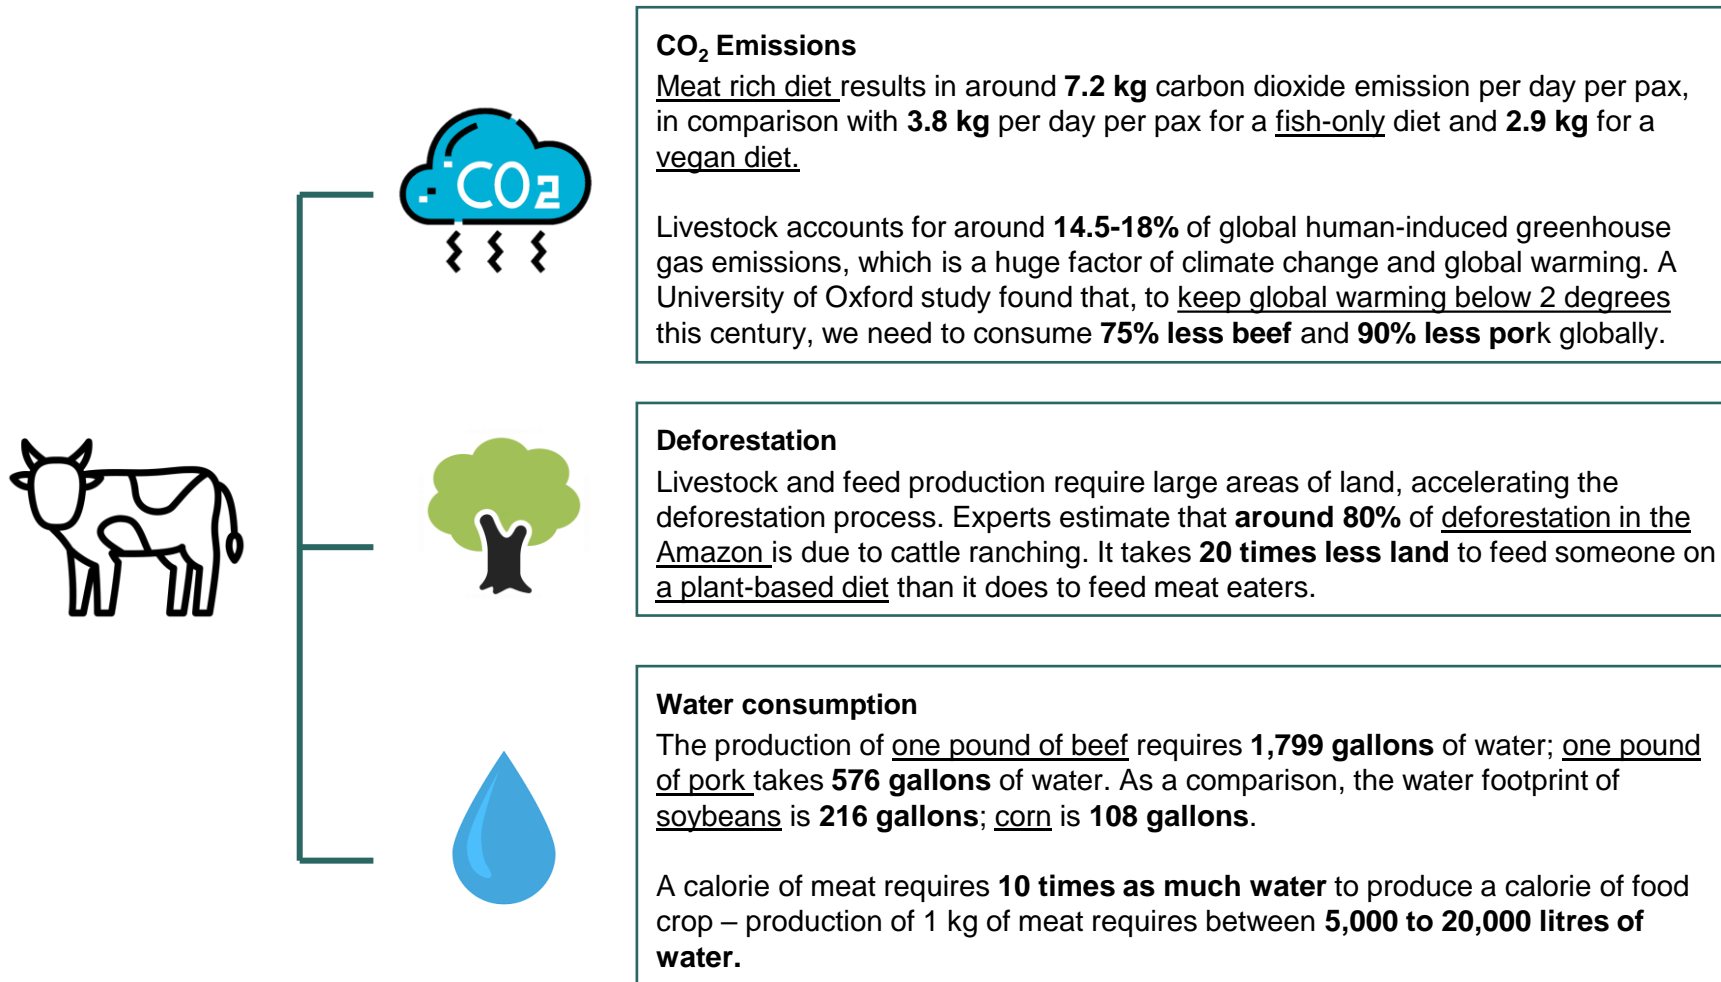 CO2 Emissions
Meat rich diet results in around 7.2 kg carbon dioxide emission per day per pax,
in comparison with 3.8 kg per day per pax for a fish-only diet and 2.9 kg for a
vegan diet.
Livestock accounts for around 14.5-18% of global human-induced greenhouse
gas emissions, which is a huge factor of climate change and global warming. A
University of Oxford study found that, to keep global warming below 2 degrees
this century, we need to consume 75% less beef and 90% less pork globally.
CO2
Deforestation
Livestock and feed production require large areas of land, accelerating the
deforestation process. Experts estimate that around 80% of deforestation in the
Amazon is due to cattle ranching. It takes 20 times less land to feed someone on
a plant-based diet than it does to feed meat eaters.
Water consumption
The production of one pound of beef requires 1,799 gallons of water; one pound
of pork takes 576 gallons of water. As a comparison, the water footprint of
soybeans is 216 gallons; corn is 108 gallons.
A calorie of meat requires 10 times as much water to produce a calorie of food
crop – production of 1 kg of meat requires between 5,000 to 20,000 litres of
water.